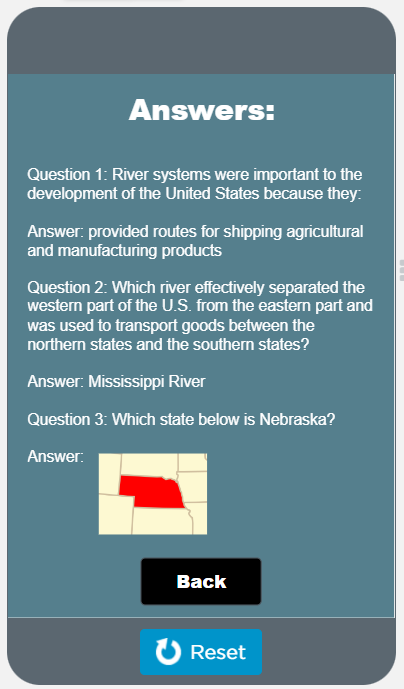 Answers:
Question 1: River systems were important to the
development of the United States because they:
Answer: provided routes for shipping agricultural
and manufacturing products
Question 2: Which river effectively separated the
western part of the U.S. from the eastern part and
was used to transport goods between the
northern states and the southern states?
Answer: Mississippi River
Question 3: Which state below is Nebraska?
Answer:
Back
Reset